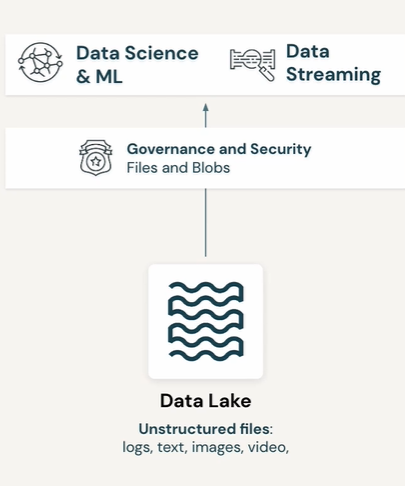 Data Science
& ML
Data
Streaming
Governance and Security
Files and Blobs
Data Lake
Unstructured files:
logs, text, images, video,